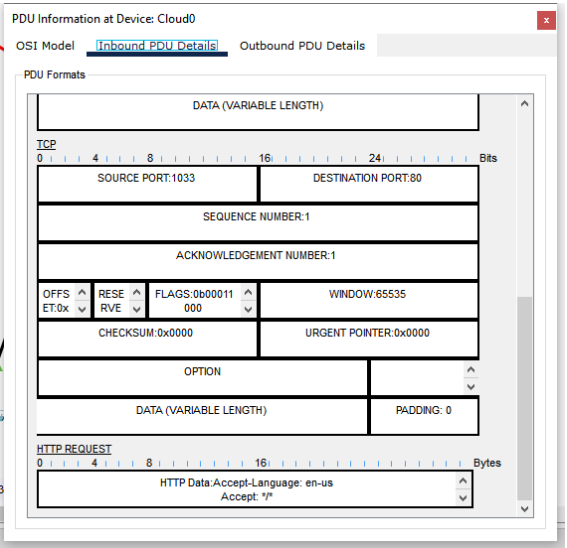 PDU Information at Device: Cloud0
x
OSI Model Inbound PDU Details Outbound PDU Details
PDU Formats
DATA (VARIABLE LENGTH)
TCP
0 4 8 16 24 Bits
SOURCE PORT:1033 DESTINATION PORT:80
SEQUENCE NUMBER:1
ACKNOWLEDGEMENT NUMBER:1
OFFS RESE FLAGS:0b00011 WINDOW:65535
ET:0x RVE 000
CHECKSUM:0x0000 URGENT POINTER:0x0000
OPTION
DATA (VARIABLE LENGTH) PADDING: 0
HTTP REQUEST
0 4 8 16 Bytes
HTTP Data:Accept-Language: en-us
Accept: */*